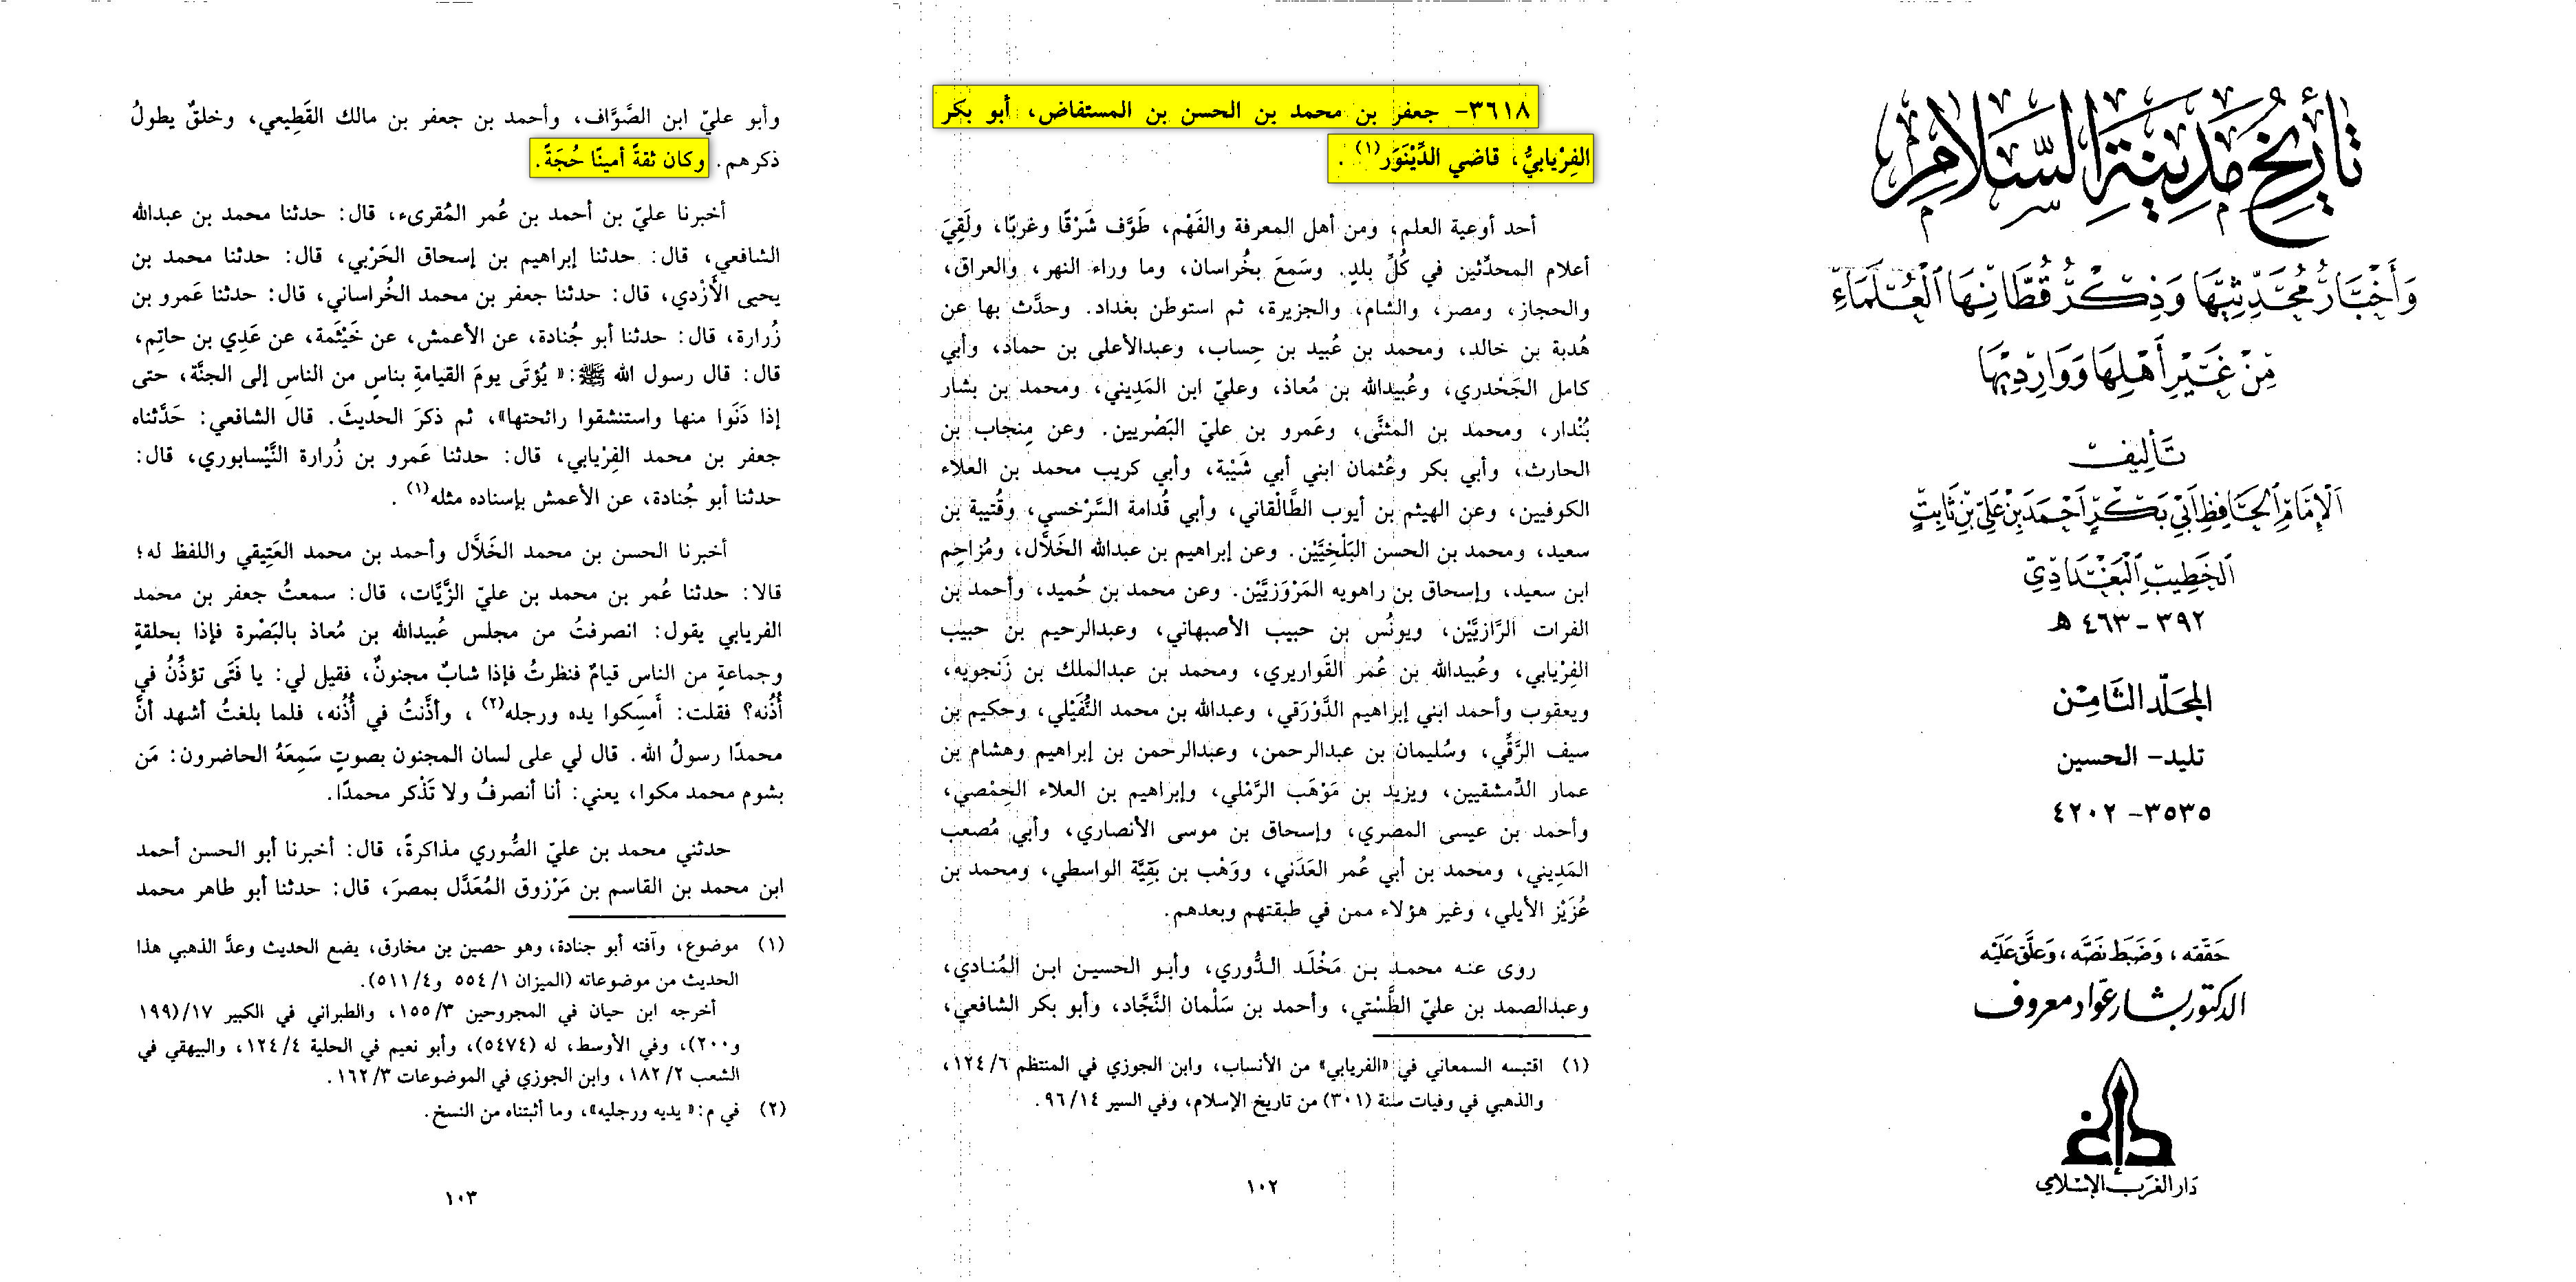 تأريخ مدينة السلام
وأخبار محدثيها وذكر قطانها العلماء
من غير أهلها ووارديها
تأليف
الإمام الحافظ أبي بكر أحمد بن علي بن ثابت
الخطيب البغدادي
٣٩٢ - ٤٦٣ هـ
المجلد الثامن
تليد- الحسين
٣٥٣٥- ٤٢٠٢
حققه، وضبط نصه، وعلق عليه
الدكتور بشار عواد معروف
دار الغرب الإسلامي
٣٦١٨- جعفر بن محمد بن الحسن بن المستفاض، أبو بكر
الفِرْيابيُّ، قاضي الدِّيْنَوَر(١) .
أحد أوعية العلم، ومن أهل المعرفة والفَهْم، طَوَّف شَرْقًا وغربًا، ولَقِيَ
أعلام المحدِّثين في كُلِّ بلدٍ. وسَمعَ بخُراسان، وما وراء النهر، والعراق،
والحجاز، ومصر، والشام، والجزيرة، ثم استوطن بغداد. وحدَّث بها عن
هُدبة بن خالد، ومحمد بن عُبيد بن حِساب، وعبدالأعلى بن حماد، وأبي
كامل الجَحْدري، وعُبيدالله بن مُعاذ، وعليّ ابن المَدِيني، ومحمد بن بشار
بُنْدار، ومحمد بن المثنَّى، وعَمرو بن عليّ البَصْريين. وعن مِنجاب بن
الحارث، وأبي بكر وعُثمان ابني أبي شَيْبة، وأبي كريب محمد بن العلاء
الكوفيين، وعن الهيثم بن أيوب الطَّالْقاني، وأبي قُدامة السَّرْخسي، وقُتيبة بن
سعيد، ومحمد بن الحسن البَلْخِيَّيْن. وعن إبراهيم بن عبدالله الخَلَّال، ومُزاحِم
ابن سعيد، وإسحاق بن راهويه المَرْوَزيَّيْن. وعن محمد بن حُميد، وأحمد بن
الفرات الرَّازيَّيْن، ويونُس بن حبيب الأصبهاني، وعبدالرحيم بن حبيب
الفِرْيابي، وعُبيدالله بن عُمر القَواريري، ومحمد بن عبدالملك بن زَنجويه،
ويعقوب وأحمد ابني إبراهيم الدَّوْرَقي، وعبدالله بن محمد النُّفَيْلي، وحكيم بن
سيف الرَّقِّي، وسُليمان بن عبدالرحمن، وعبدالرحمن بن إبراهيم وهشام بن
عمار الدِّمشقيين، ويزيد بن مَوْهَب الرَّمْلي، وإبراهيم بن العلاء الحِمْصي،
وأحمد بن عيسى المصري، وإسحاق بن موسى الأنصاري، وأبي مُصعب
المَدِيني، ومحمد بن أبي عُمر العَدَني، ووَهْب بن بَقِيَّة الواسطي، ومحمد بن
عُزَيْز الأيلي، وغير هؤلاء ممن في طبقتهم وبعدهم.
روى عنه محمد بن مَخْلَد الدُّوري، وأبو الحسين ابن المُنادي،
وعبدالصمد بن عليّ الطَّسْتي، وأحمد بن سَلْمان النَّجَّاد، وأبو بكر الشافعي،
(١) اقتبسه السمعاني في «الفريابي» من الأنساب، وابن الجوزي في المنتظم ٦/ ١٢٤،
والذهبي في وفيات سنة (٣٠١) من تاريخ الإسلام، وفي السير ١٤/ ٩٦.
١٠٢
وأبو عليّ ابن الصَّوَّاف، وأحمد بن جعفر بن مالك القَطِيعي، وخلقٌ يطولُ
ذكرهم. وكان ثقةً أمينًا حُجَةً.
أخبرنا عليّ بن أحمد بن عُمر المُقرىء، قال: حدثنا محمد بن عبدالله
الشافعي، قال: حدثنا إبراهيم بن إسحاق الحَرْبي، قال: حدثنا محمد بن
يحيى الأزْدي، قال: حدثنا جعفر بن محمد الخُراساني، قال: حدثنا عَمرو بن
زُرارة، قال: حدثنا أبو جُنادة، عن الأعمش، عن خَيْثَمة، عن عَدِي بن حاتِم،
قال: قال رسول الله ﷺ: «يُؤتَى يومَ القيامةِ بناسٍ من الناسِ إلى الجنَّة، حتى
إذا دَنَوا منها واستنشقوا رائحتها»، ثم ذكرَ الحديثَ. قال الشافعي: حَدَّثناه
جعفر بن محمد الفِرْيابي، قال: حدثنا عَمرو بن زُرارة النَّيْسابوري، قال:
حدثنا أبو جُنادة، عن الأعمش بإسناده مثله(١) .
أخبرنا الحسن بن محمد الخَلَّال وأحمد بن محمد العَتِيقي واللفظ له؛
قالا: حدثنا عُمر بن محمد بن عليّ الزَّيَّات، قال: سمعتُ جعفر بن محمد
الفريابي يقول: انصرفتُ من مجلس عُبيدالله بن مُعاذ بالبَصْرة فإذا بحلقةٍ
وجماعةٍ من الناس قيامٌ فنظرتُ فإذا شابٌ مجنونٌ، فقيل لي: يا فَتَى تؤذِّنُ في
أُذُنه؟ فقلت: أَمسِكوا يده ورجله(٢) ، وأذَّنتُ في أُذُنه، فلما بلغتُ أشهد أنَّ
محمدًا رسولُ الله. قال لي على لسان المجنون بصوتٍ سَمِعَهُ الحاضرون: مَن
بشوم محمد مكوا، يعني: أنا أنصرفُ ولا تَذْكر محمدًا.
حدثني محمد بن عليّ الصُّوري مذاكرةً، قال: أخبرنا أبو الحسن أحمد
ابن محمد بن القاسم بن مَرْزوق المُعَدَّل بمصرَ، قال: حدثنا أبو طاهر محمد
(١) موضوع، وآفته أبو جنادة، وهو حصين بن مخارق، يضع الحديث وعدَّ الذهبي هذا
الحديث من موضوعاته (الميزان ١/ ٥٥٤ و٤/ ٥١١).
أخرجه ابن حيان في المجروحين ٣/ ١٥٥، والطبراني في الكبير ١٧/ (١٩٩
و٢٠٠)، وفي الأوسط، له (٥٤٧٤)، وأبو نعيم في الحلية ٤/ ١٢٤، والبيهقي في
الشعب ٢/ ١٨٢، وابن الجوزي في الموضوعات ٣/ ١٦٢.
(٢) في م: «يديه ورجليه»، وما أثبتناه من النسخ.
١٠٣